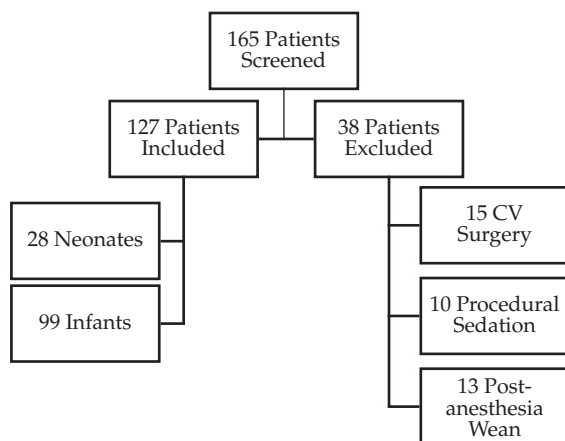 165 Patients
Screened
127 Patients
Included
38 Patients
Excluded
28 Neonates
99 Infants
15 CV
Surgery
10 Procedural
Sedation
13 Post-
anesthesia
Wean